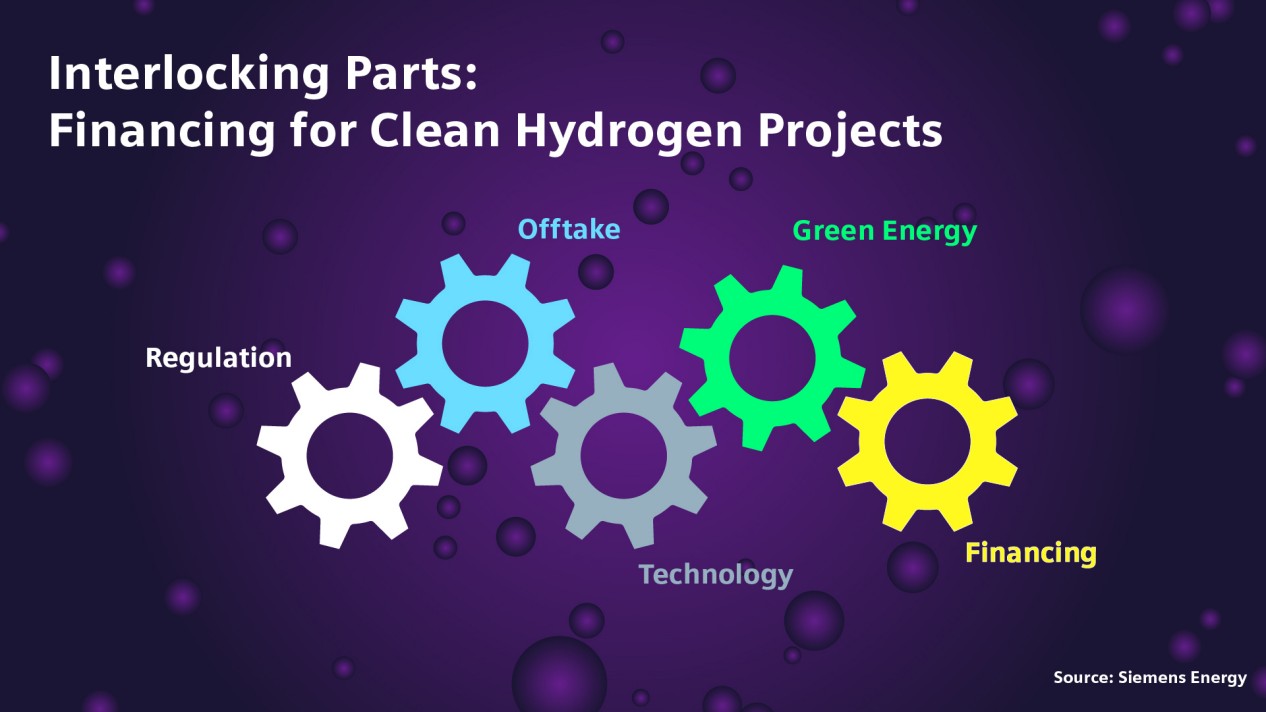 Interlocking Parts:
Financing for Clean Hydrogen Projects
Offtake
Green Energy
Regulation
Financing
Technology
Source: Siemens Energy